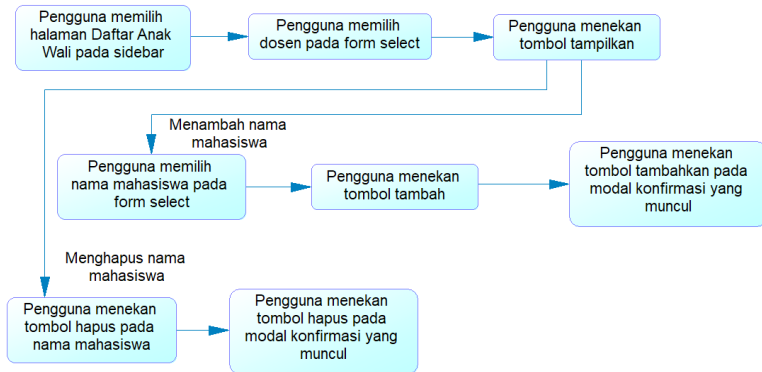 Pengguna memilih
halaman Daftar Anak
Wali pada sidebar
Pengguna memilih
dosen pada form select
Pengguna menekan
tombol tampilkan
Menambah nama
mahasiswa
Pengguna memilih
nama mahasiswa pada
form select
Pengguna menekan
tombol tambah
Pengguna menekan
tombol tambahkan pada
modal konfirmasi yang
muncul
Menghapus nama
mahasiswa
Pengguna menekan
tombol hapus pada
nama mahasiswa
Pengguna menekan
tombol hapus pada
modal konfirmasi yang
muncul